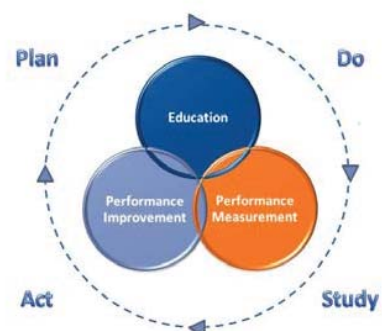 Plan
Do
Education
Performance
Improvement
Performance
Measurement
Act
Study